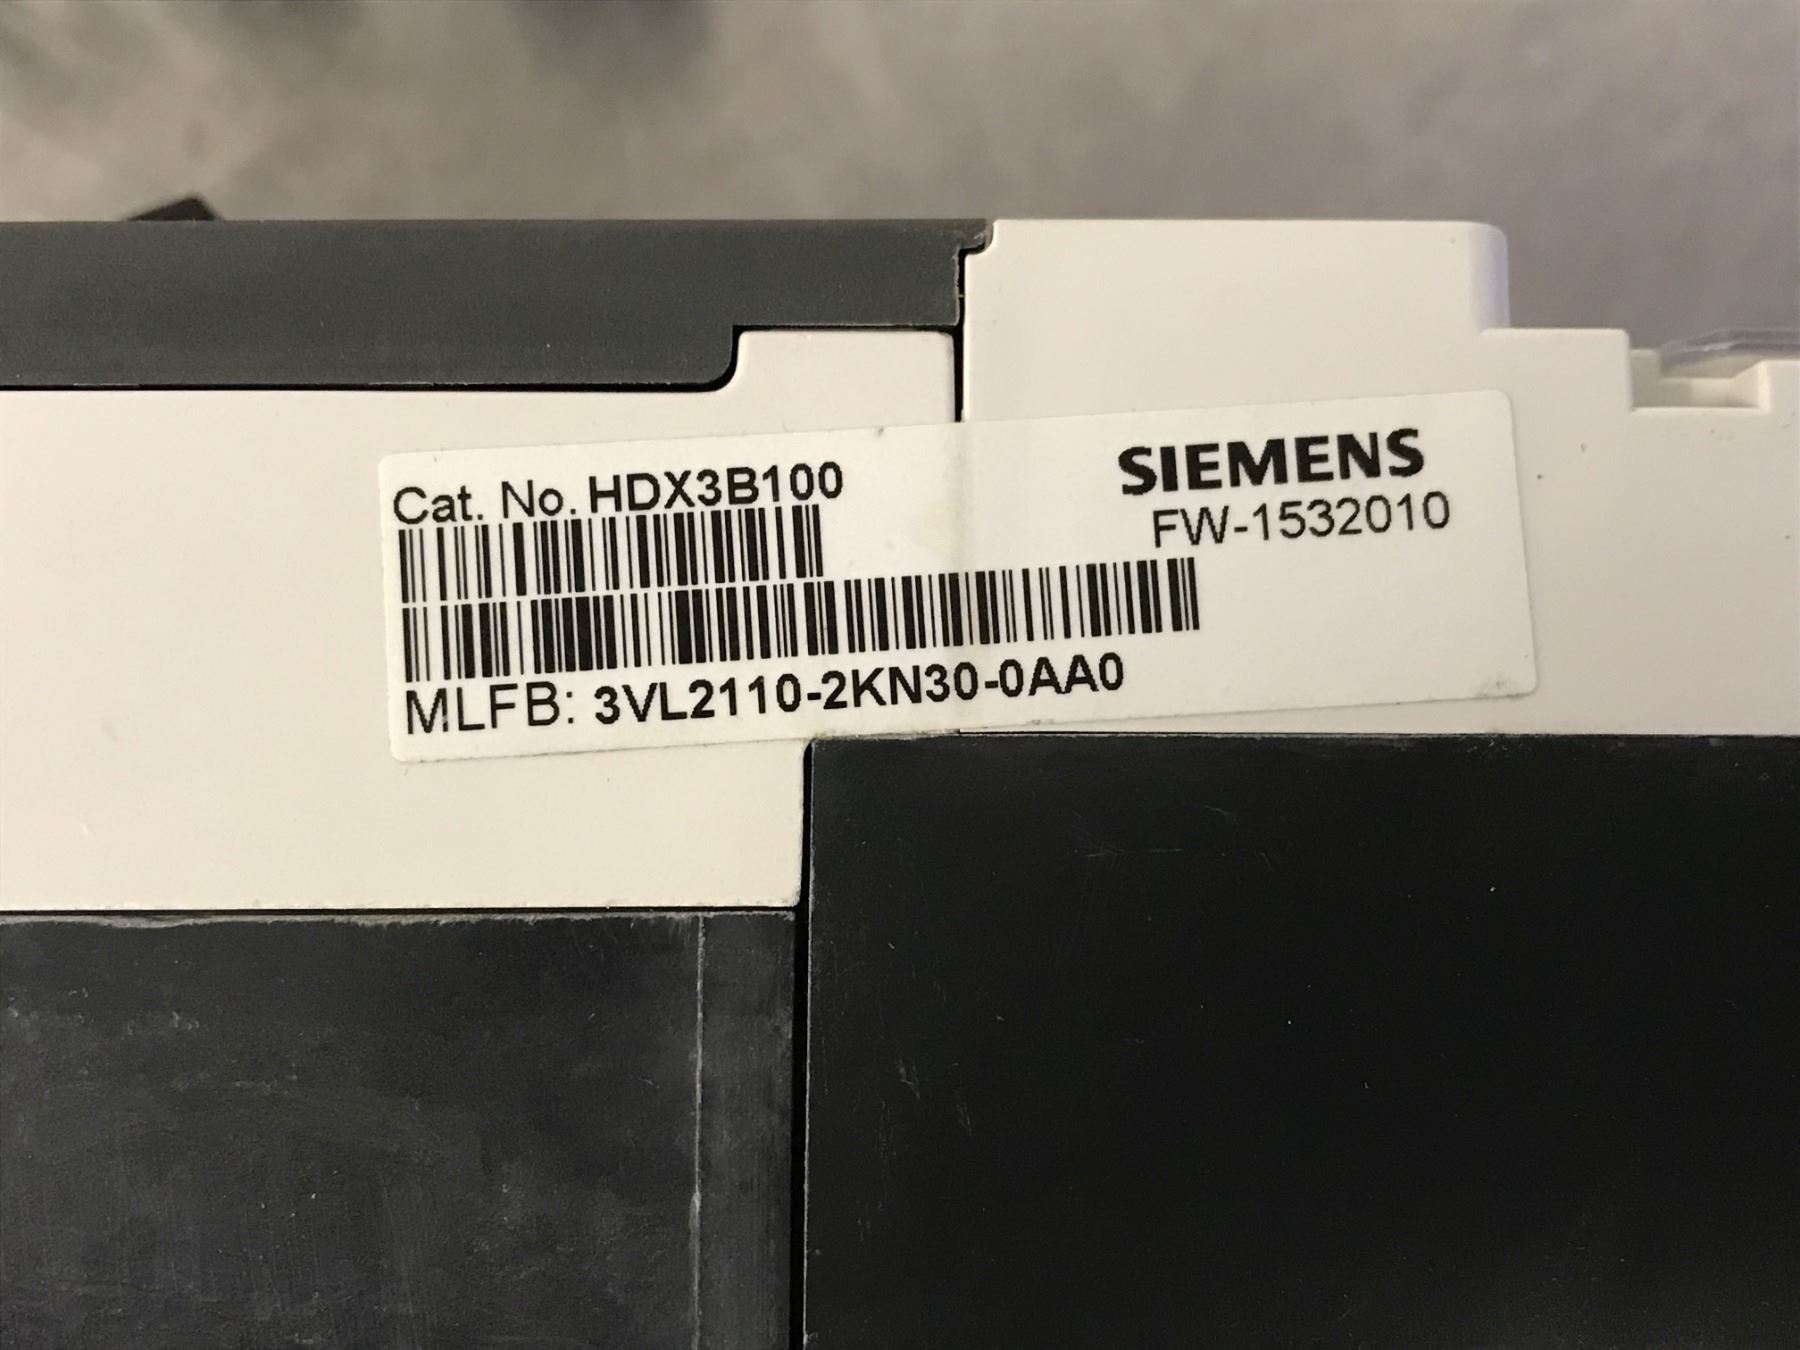 Cat. No. HDX3B100
SIEMENS
FW-1532010
MLFB: 3VL2110-2KN30-0AA0